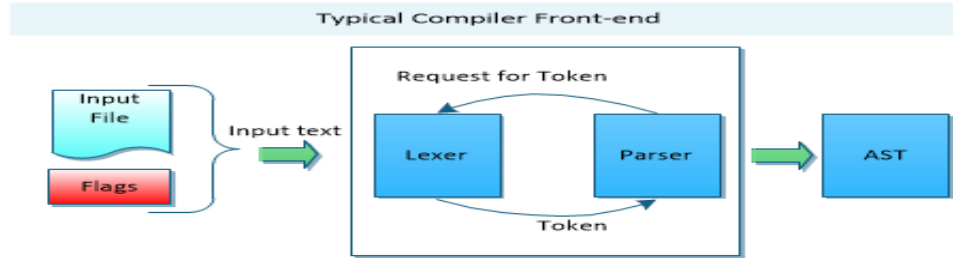 Typical Compiler Front-end
Input
File
Flags
Input text
Request for Token
Lexer
Parser
Token
AST